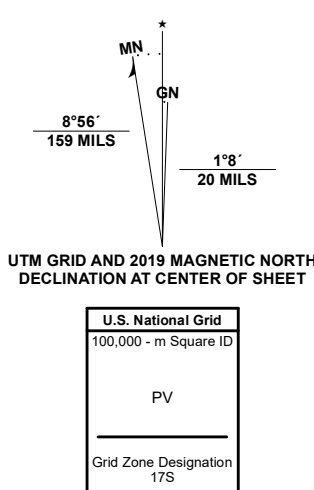 ★
MN
GN
8°56´
159 MILS
1°8´
20 MILS
UTM GRID AND 2019 MAGNETIC NORTH
DECLINATION AT CENTER OF SHEET
U.S. National Grid
100,000 - m Square ID
PV
Grid Zone Designation
17S